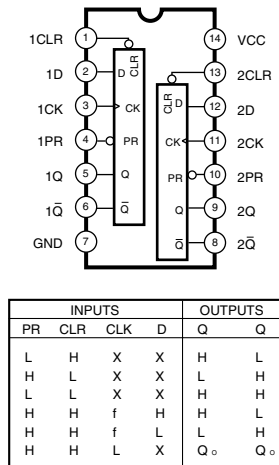 1CLR 1 14 VCC
CLR
1D 2 D 13 2CLR
1CK 3 CK CLR D 12 2D
1PR 4 PR CK 11 2CK
1Q 5 Q PR 10 2PR
1Q̅ 6 Q̅ Q 9 2Q
GND 7 Q̅ 8 2Q̅
INPUTS OUTPUTS
PR CLR CLK D Q Q
L H X X H L
H L X X L H
L L X X H H
H H f H H L
H H f L L H
H H L X Qo Qo